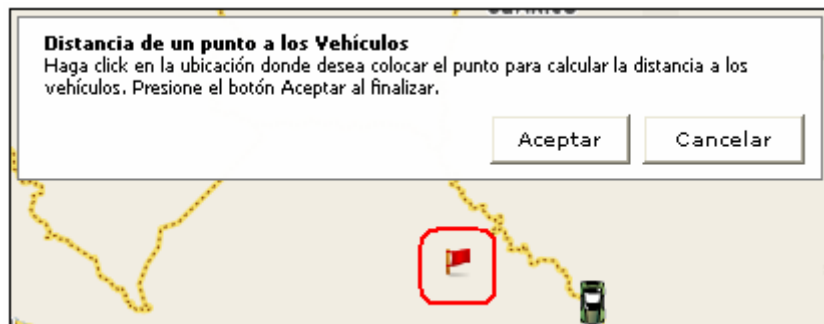 Distancia de un punto a los Vehículos
Haga click en la ubicación donde desea colocar el punto para calcular la distancia a los
vehículos. Presione el botón Aceptar al finalizar.
Aceptar
Cancelar